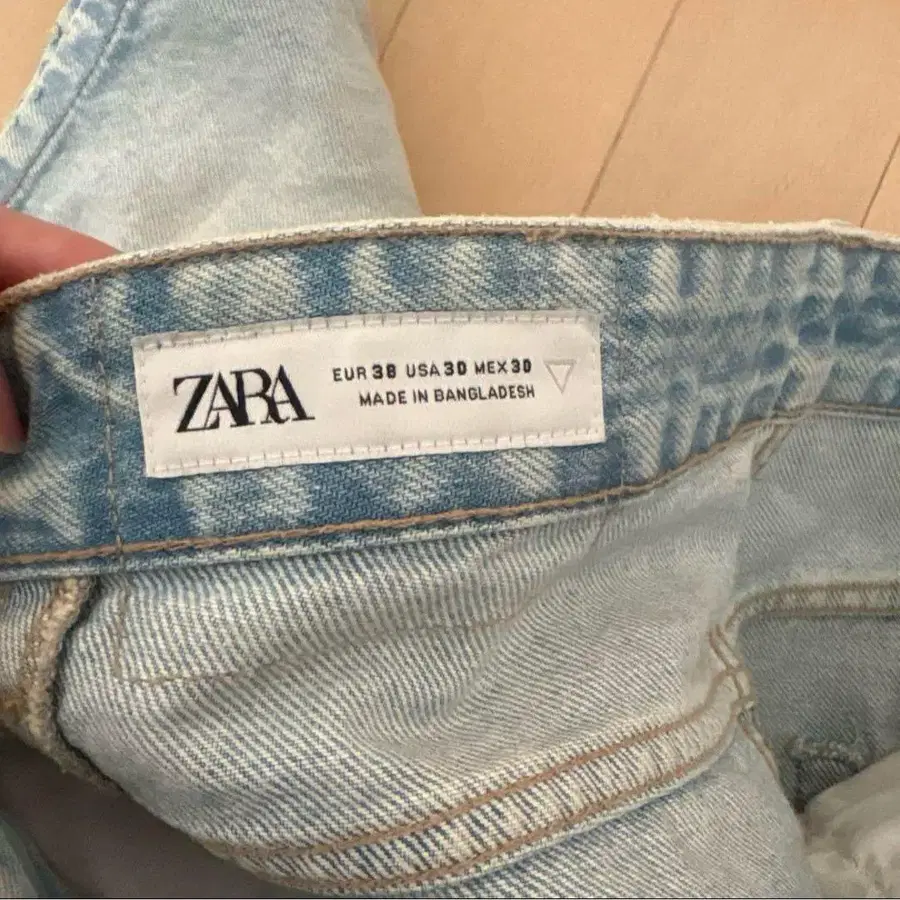 ZARA
EUR 38 USA 30 MEX 30
MADE IN BANGLADESH